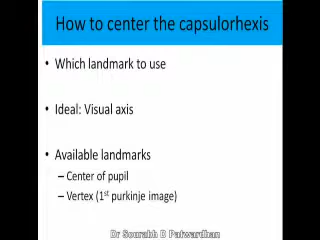 How to center the capsulorhexis
• Which landmark to use
• Ideal: Visual axis
• Available landmarks
– Center of pupil
– Vertex (1st purkinje image)
Dr Sourabh D Patwardhan